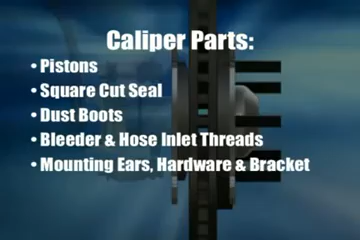 Caliper Parts:
• Pistons
• Square Cut Seal
• Dust Boots
• Bleeder & Hose Inlet Threads
• Mounting Ears, Hardware & Bracket